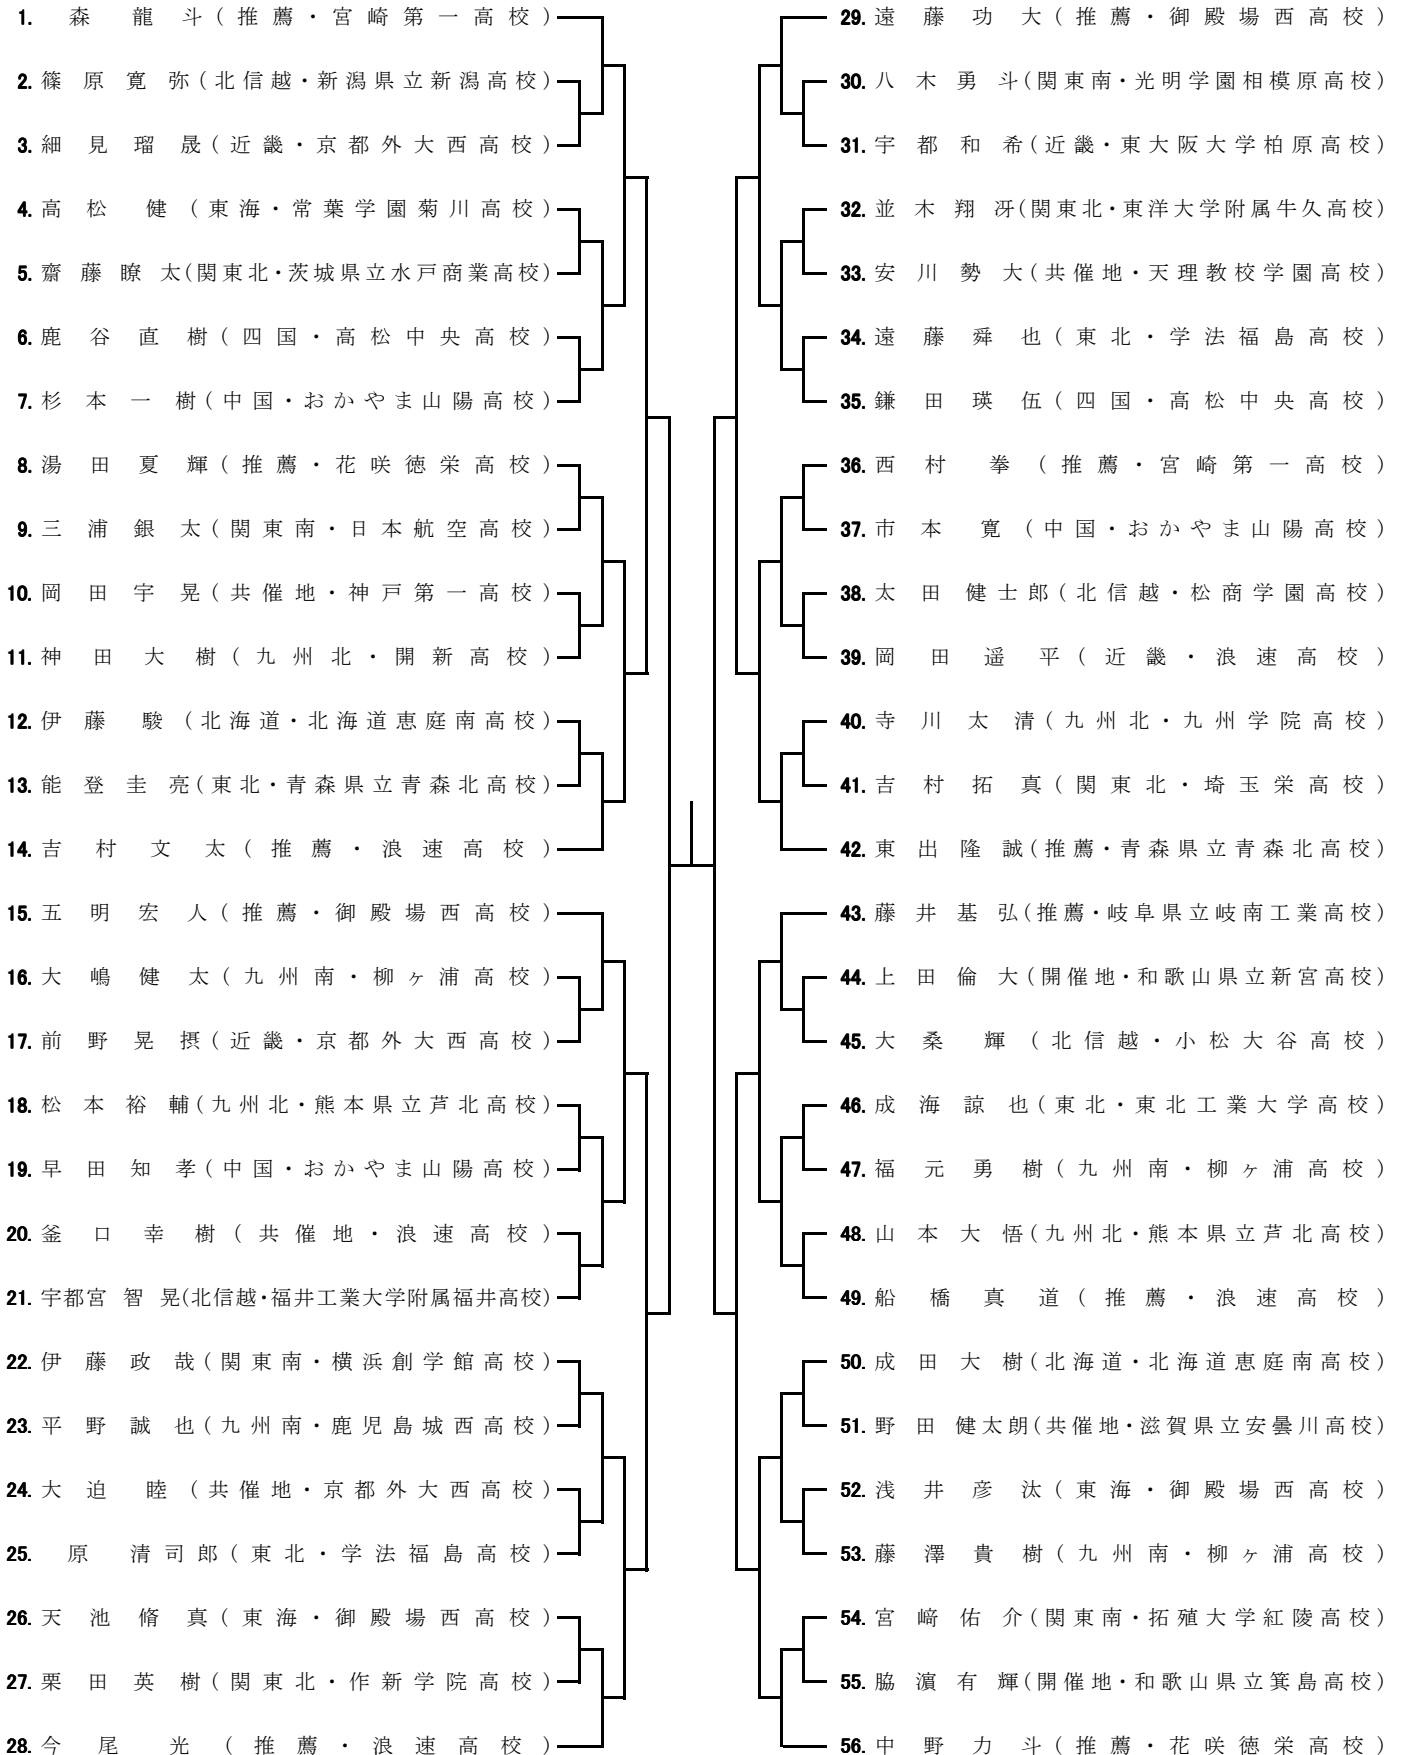 1. 森 龍 斗 (推薦・宮崎第一高校)
2. 篠 原 寛 弥(北信越・新潟県立新潟高校)
3. 細 見 瑠 晟(近畿・京都外大西高校)
4. 高 松 健 (東海・常葉学園菊川高校)
5. 齋 藤 瞭 太(関東北・茨城県立水戸商業高校)
6. 鹿 谷 直 樹(四国・高松中央高校)
7. 杉 本 一 樹(中国・おかやま山陽高校)
8. 湯 田 夏 輝(推薦・花咲徳栄高校)
9. 三 浦 銀 太(関東南・日本航空高校)
10. 岡 田 宇 晃(共催地・神戸第一高校)
11. 神 田 大 樹(九州北・開新高校)
12. 伊 藤 駿 (北海道・北海道恵庭南高校)
13. 能 登 圭 亮(東北・青森県立青森北高校)
14. 吉 村 文 太(推薦・浪速高校)
15. 五 明 宏 人(推薦・御殿場西高校)
16. 大 嶋 健 太(九州南・柳ヶ浦高校)
17. 前 野 晃 摂(近畿・京都外大西高校)
18. 松 本 裕 輔(九州北・熊本県立芦北高校)
19. 早 田 知 孝(中国・おかやま山陽高校)
20. 釜 口 幸 樹(共催地・浪速高校)
21. 宇都宮 智 晃(北信越・福井工業大学附属福井高校)
22. 伊 藤 政 哉(関東南・横浜創学館高校)
23. 平 野 誠 也(九州南・鹿児島城西高校)
24. 大 迫 睦 (共催地・京都外大西高校)
25. 原 清司郎(東北・学法福島高校)
26. 天 池 脩 真(東海・御殿場西高校)
27. 栗 田 英 樹(関東北・作新学院高校)
28. 今 尾 光 (推薦・浪速高校)
29. 遠 藤 功 大(推薦・御殿場西高校)
30. 八 木 勇 斗(関東南・光明学園相模原高校)
31. 宇 都 和 希(近畿・東大阪大学柏原高校)
32. 並 木 翔 冴(関東北・東洋大学附属牛久高校)
33. 安 川 勢 大(共催地・天理教校学園高校)
34. 遠 藤 舜 也(東北・学法福島高校)
35. 鎌 田 瑛 伍(四国・高松中央高校)
36. 西 村 拳 (推薦・宮崎第一高校)
37. 市 本 寛 (中国・おかやま山陽高校)
38. 太 田 健士郎(北信越・松商学園高校)
39. 岡 田 遥 平(近畿・浪速高校)
40. 寺 川 太 清(九州北・九州学院高校)
41. 吉 村 拓 真(関東北・埼玉栄高校)
42. 東 出 隆 誠(推薦・青森県立青森北高校)
43. 藤 井 基 弘(推薦・岐阜県立岐南工業高校)
44. 上 田 倫 大(開催地・和歌山県立新宮高校)
45. 大 桑 輝 (北信越・小松大谷高校)
46. 成 海 諒 也(東北・東北工業大学高校)
47. 福 元 勇 樹(九州南・柳ヶ浦高校)
48. 山 本 大 悟(九州北・熊本県立芦北高校)
49. 船 橋 真 道(推薦・浪速高校)
50. 成 田 大 樹(北海道・北海道恵庭南高校)
51. 野 田 健太朗(共催地・滋賀県立安曇川高校)
52. 浅 井 彦 汰(東海・御殿場西高校)
53. 藤 澤 貴 樹(九州南・柳ヶ浦高校)
54. 宮 﨑 佑 介(関東南・拓殖大学紅陵高校)
55. 脇 濵 有 輝(開催地・和歌山県立箕島高校)
56. 中 野 力 斗(推薦・花咲徳栄高校)